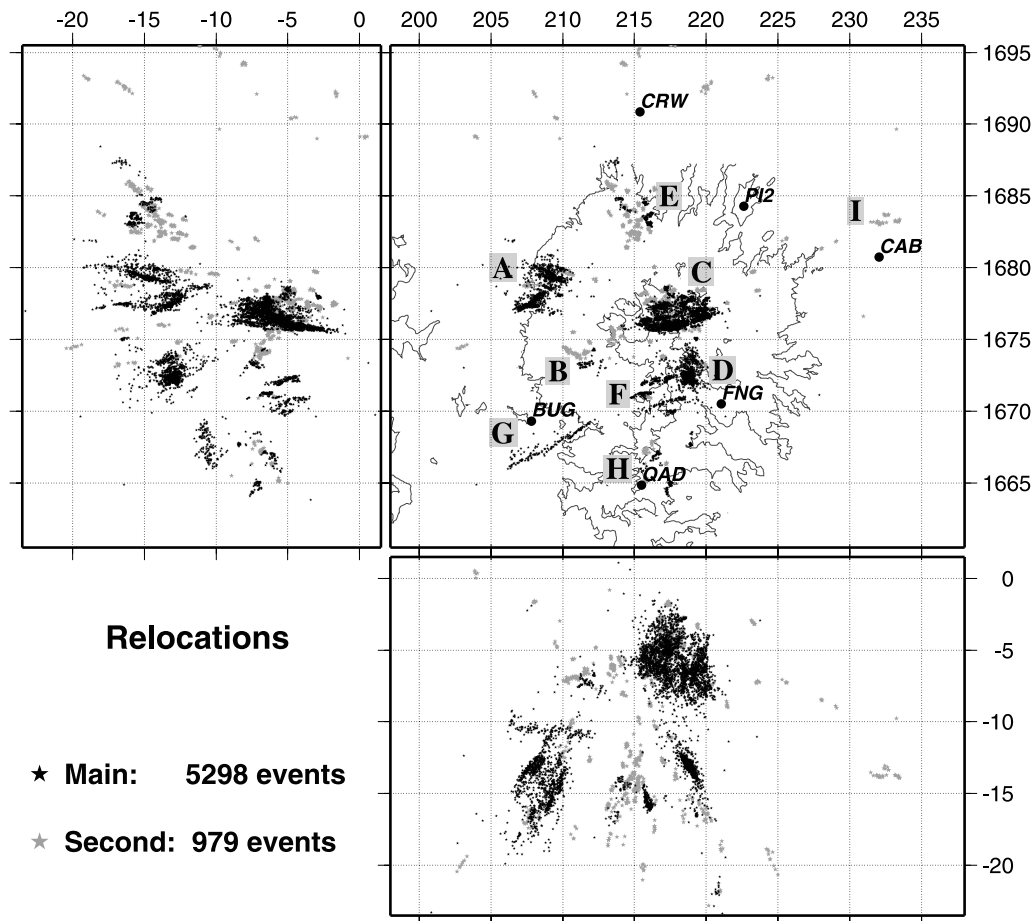 -20 -15 -10 -5 0 200 205 210 215 220 225 230 235
1695
CRW
1690
E
PI2
1685
I
CAB
A
C
1680
1675
B
D
F
FNG
BUG
1670
G
H
QAD
1665
0
Relocations
-5
-10
Main: 5298 events
-15
Second: 979 events
-20